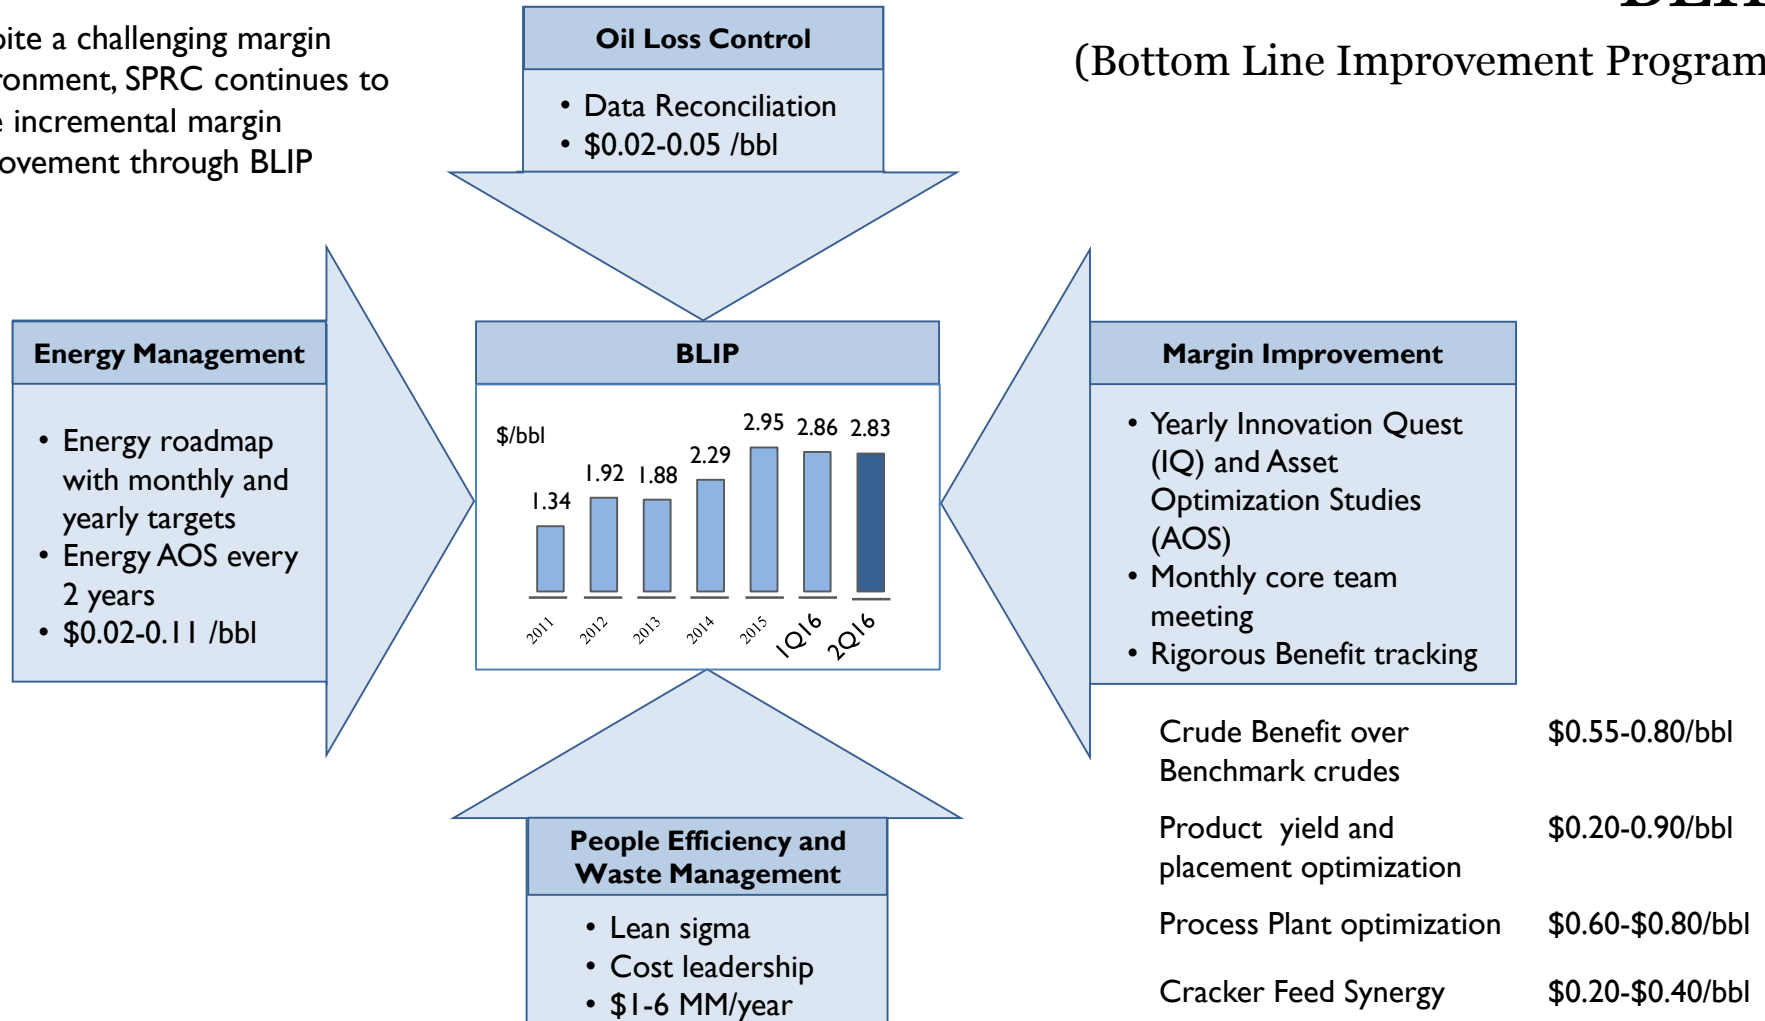 a challenging margin
SPRC continues to
incremental margin
through BLIP
(Bottom Line Improvement Program
Oil Loss Control
• Data Reconciliation
• $0.02-0.05 /bbl
Energy Management
• Energy roadmap
with monthly and
yearly targets
• Energy AOS every
2 years
• $0.02-0.11 /bbl
BLIP
$/bbl
1.34 1.92 1.88 2.29 2.95 2.86 2.83
2011 2012 2013 2014 2015 1Q16 2Q16
Margin Improvement
• Yearly Innovation Quest
(IQ) and Asset
Optimization Studies
(AOS)
• Monthly core team
meeting
• Rigorous Benefit tracking
People Efficiency and
Waste Management
• Lean sigma
• Cost leadership
• $1-6 MM/year
Crude Benefit over $0.55-0.80/bbl
Benchmark crudes
Product yield and $0.20-0.90/bbl
placement optimization
Process Plant optimization $0.60-$0.80/bbl
Cracker Feed Synergy $0.20-$0.40/bbl